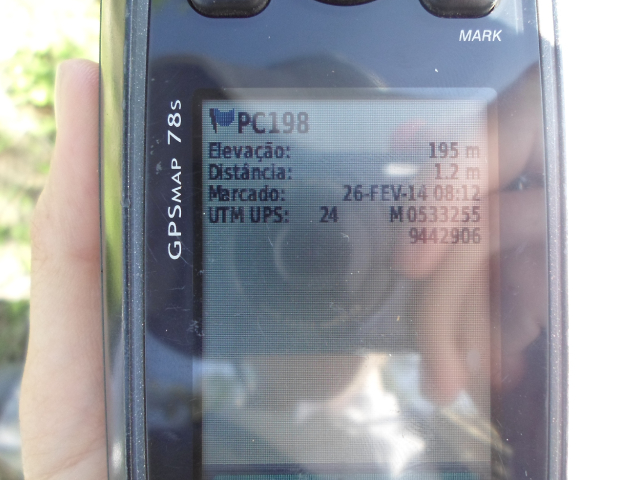 MARK
GPSMAP 78s
PC198
Elevação: 195 m
Distância: 1.2 m
Marcado: 26-FEV-14 08:12
UTM UPS: 24 M 0533255
9442906